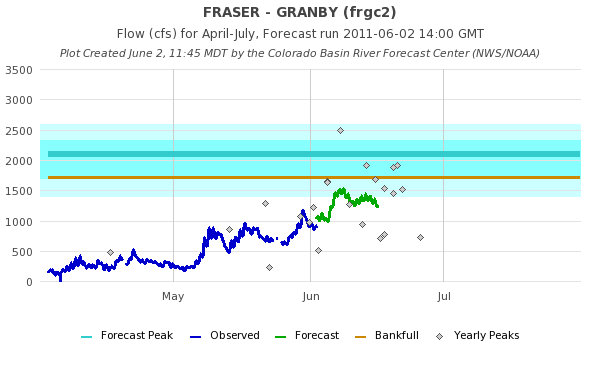 FRASER - GRANBY (frgc2)
Flow (cfs) for April-July, Forecast run 2011-06-02 14:00 GMT
Plot Created June 2, 11:45 MDT by the Colorado Basin River Forecast Center (NWS/NOAA)
3500
3000
2500
2000
1500
1000
500
0
May Jun Jul
Forecast Peak Observed Forecast Bankfull Yearly Peaks